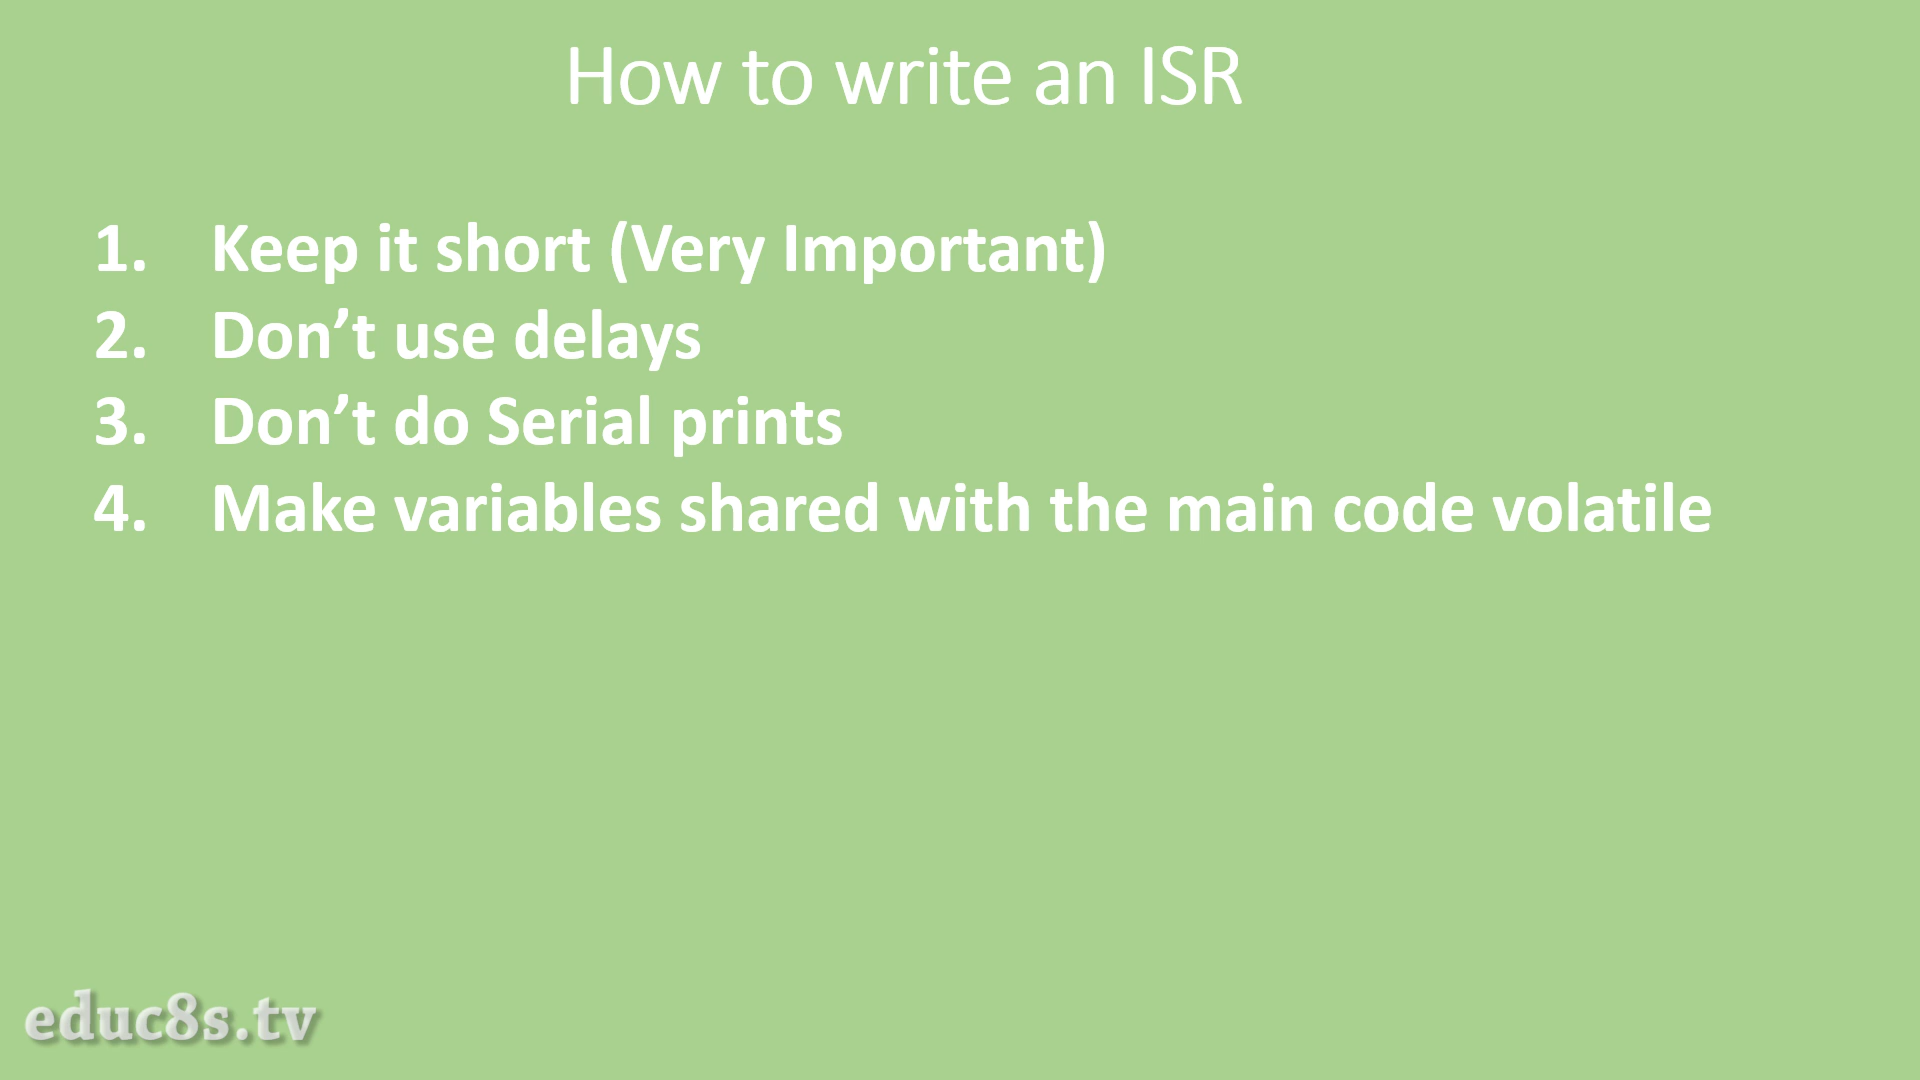 How to write an ISR
1. Keep it short (Very Important)
2. Don’t use delays
3. Don’t do Serial prints
4. Make variables shared with the main code volatile
educ8s.tv